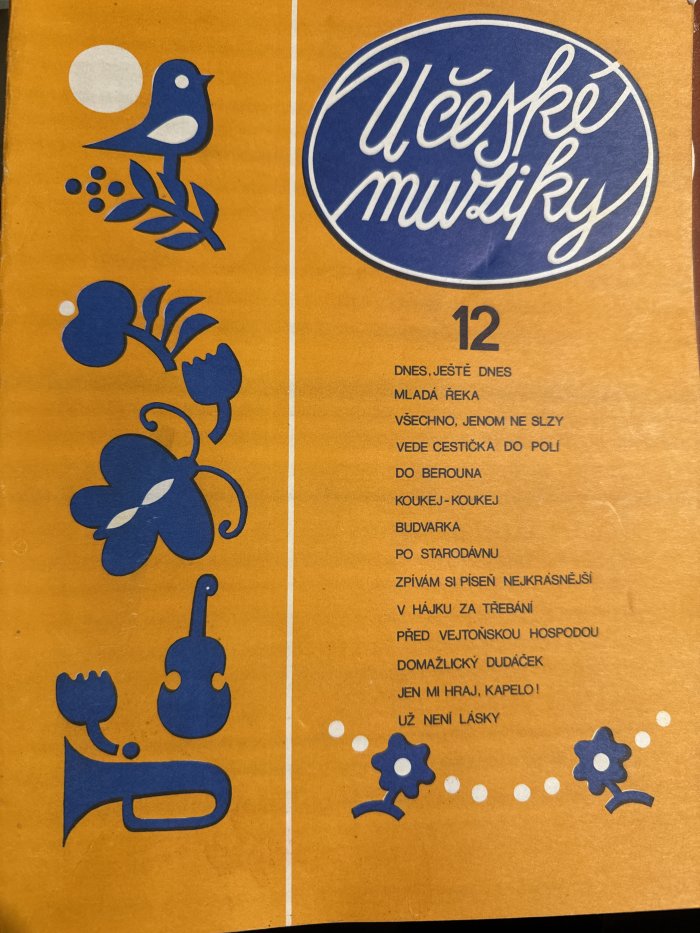 U české
muziky
12
DNES, JEŠTĚ DNES
MLADÁ ŘEKA
VŠECHNO, JENOM NE SLZY
VEDE CESTIČKA DO POLÍ
DO BEROUNA
KOUKEJ-KOUKEJ
BUDVARKA
PO STARODÁVNU
ZPÍVÁM SI PÍSEŇ NEJKRÁSNĚJŠÍ
V HÁJKU ZA TŘEBÁNÍ
PŘED VEJTOŇSKOU HOSPODOU
DOMAŽLICKÝ DUDÁČEK
JEN MI HRAJ, KAPELO!
UŽ NENÍ LÁSKY